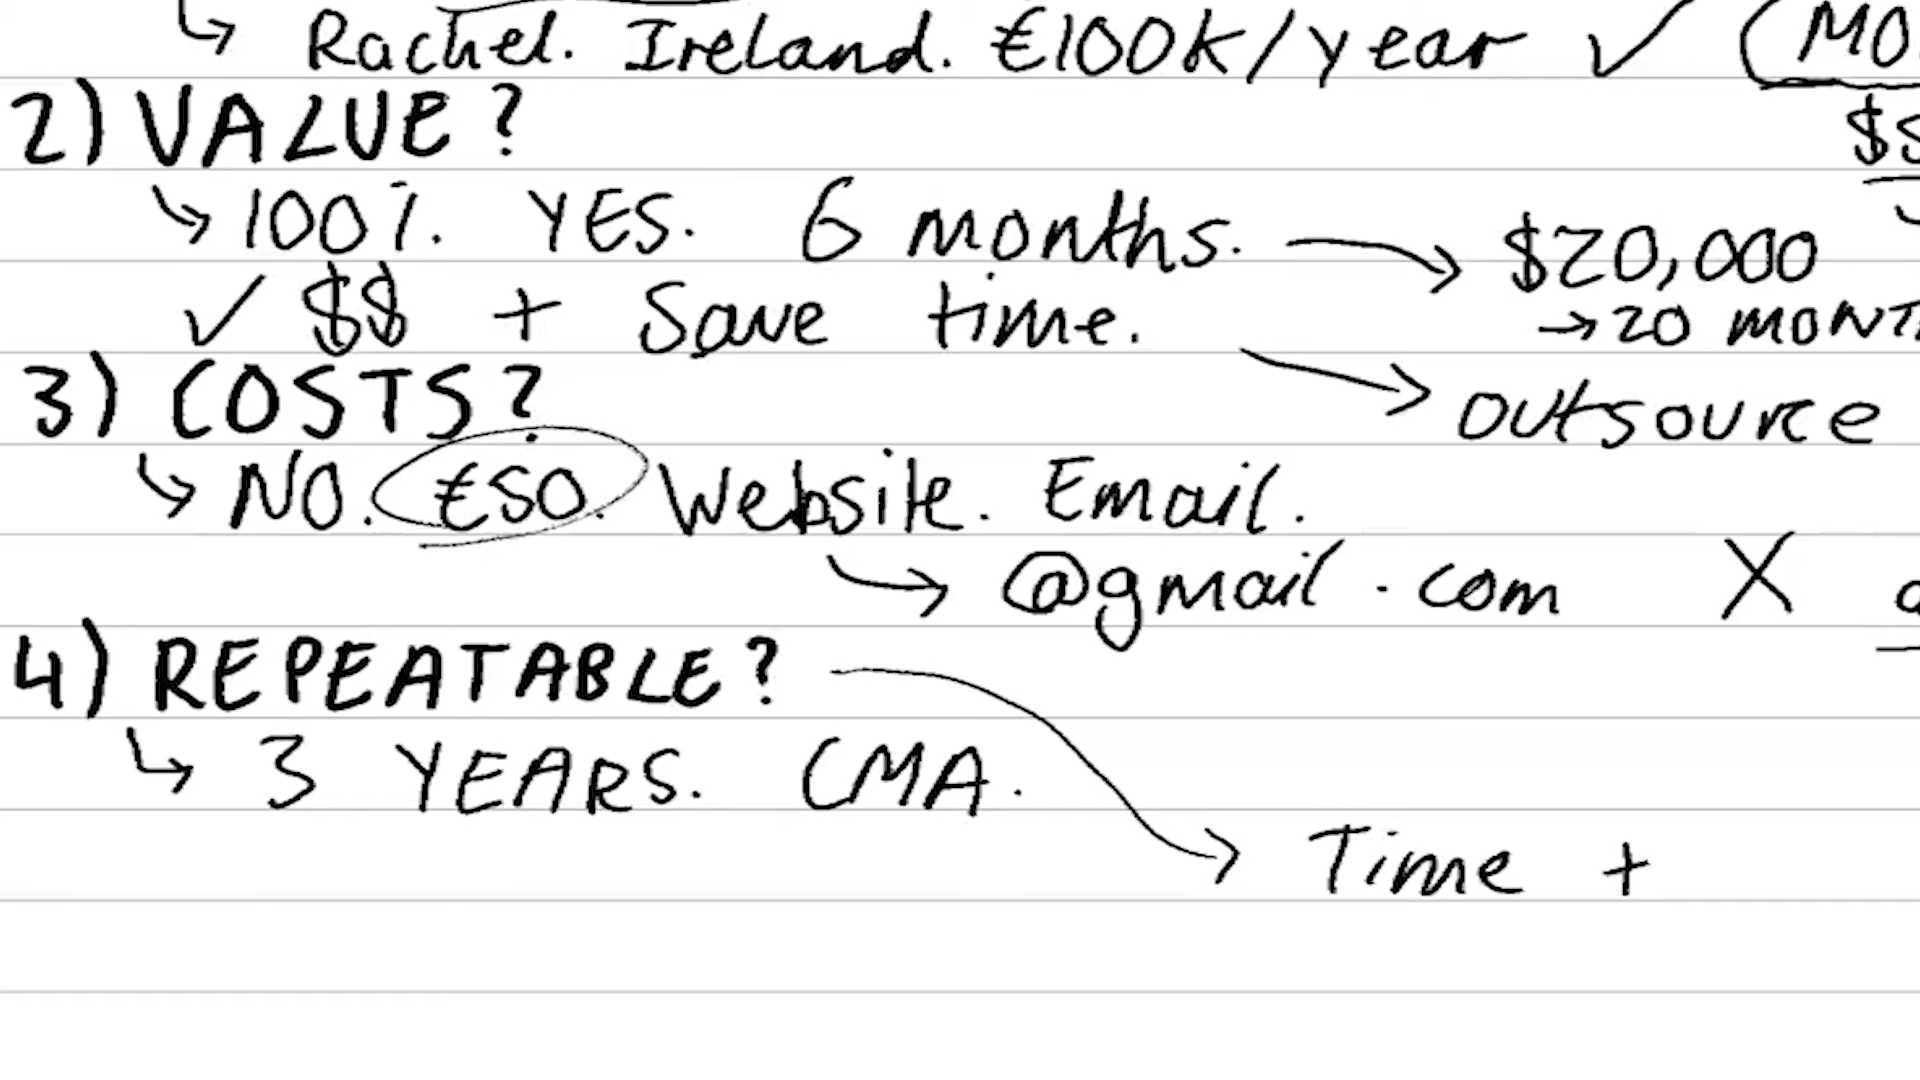 ↳ Rachel. Ireland. €100K/year ✓ (MO
2) VALUE? $
↳ 100%. YES. 6 months. → $20,000
✓ $$ + Save time. → 20 MONT
3) COSTS? → outsource
↳ NO. €50. Website. Email.
→ @gmail.com X
4) REPEATABLE?
↳ 3 YEARS. CMA.
→ Time +